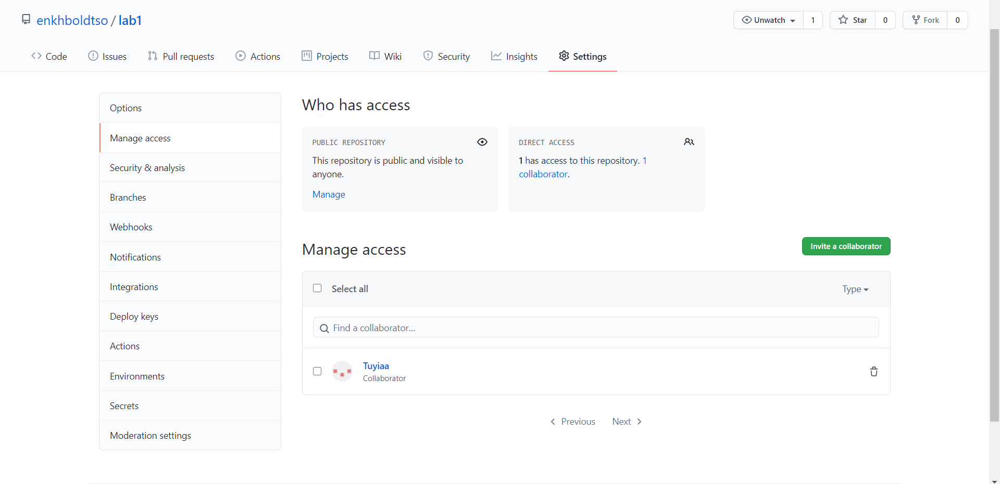 enkhboldtso / lab1
Unwatch 1 Star 0 Fork 0
Code Issues Pull requests Actions Projects Wiki Security Insights Settings
Options
Manage access
Security & analysis
Branches
Webhooks
Notifications
Integrations
Deploy keys
Actions
Environments
Secrets
Moderation settings
Who has access
PUBLIC REPOSITORY
This repository is public and visible to
anyone.
Manage
DIRECT ACCESS
1 has access to this repository. 1
collaborator.
Manage access
Invite a collaborator
Select all
Type
Find a collaborator...
Tuyiaa
Collaborator
Previous Next